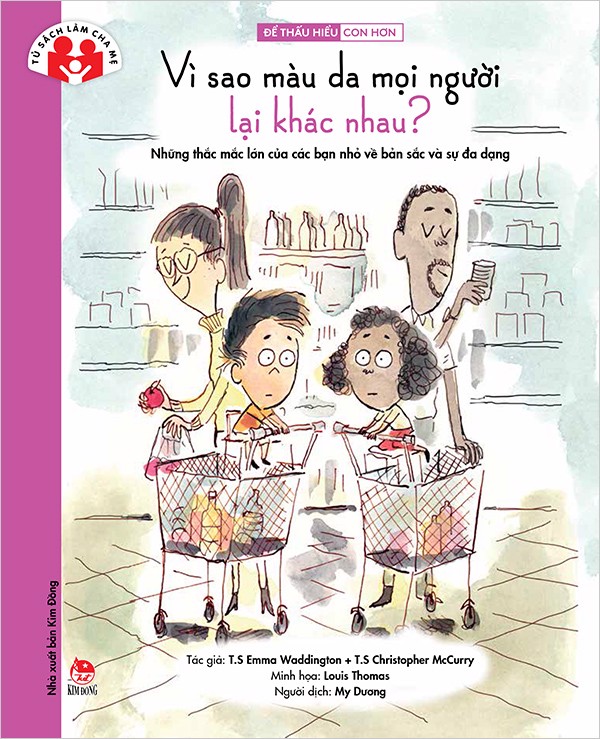 TỦ SÁCH LÀM CHA MẸ
ĐỂ THẤU HIỂU CON HƠN
Vì sao màu da mọi người
lại khác nhau?
Những thắc mắc lớn của các bạn nhỏ về bản sắc và sự đa dạng
Tác giả: T.S Emma Waddington + T.S Christopher McCurry
Minh họa: Louis Thomas
Người dịch: My Dương
Nhà xuất bản Kim Đồng
KIM ĐỒNG